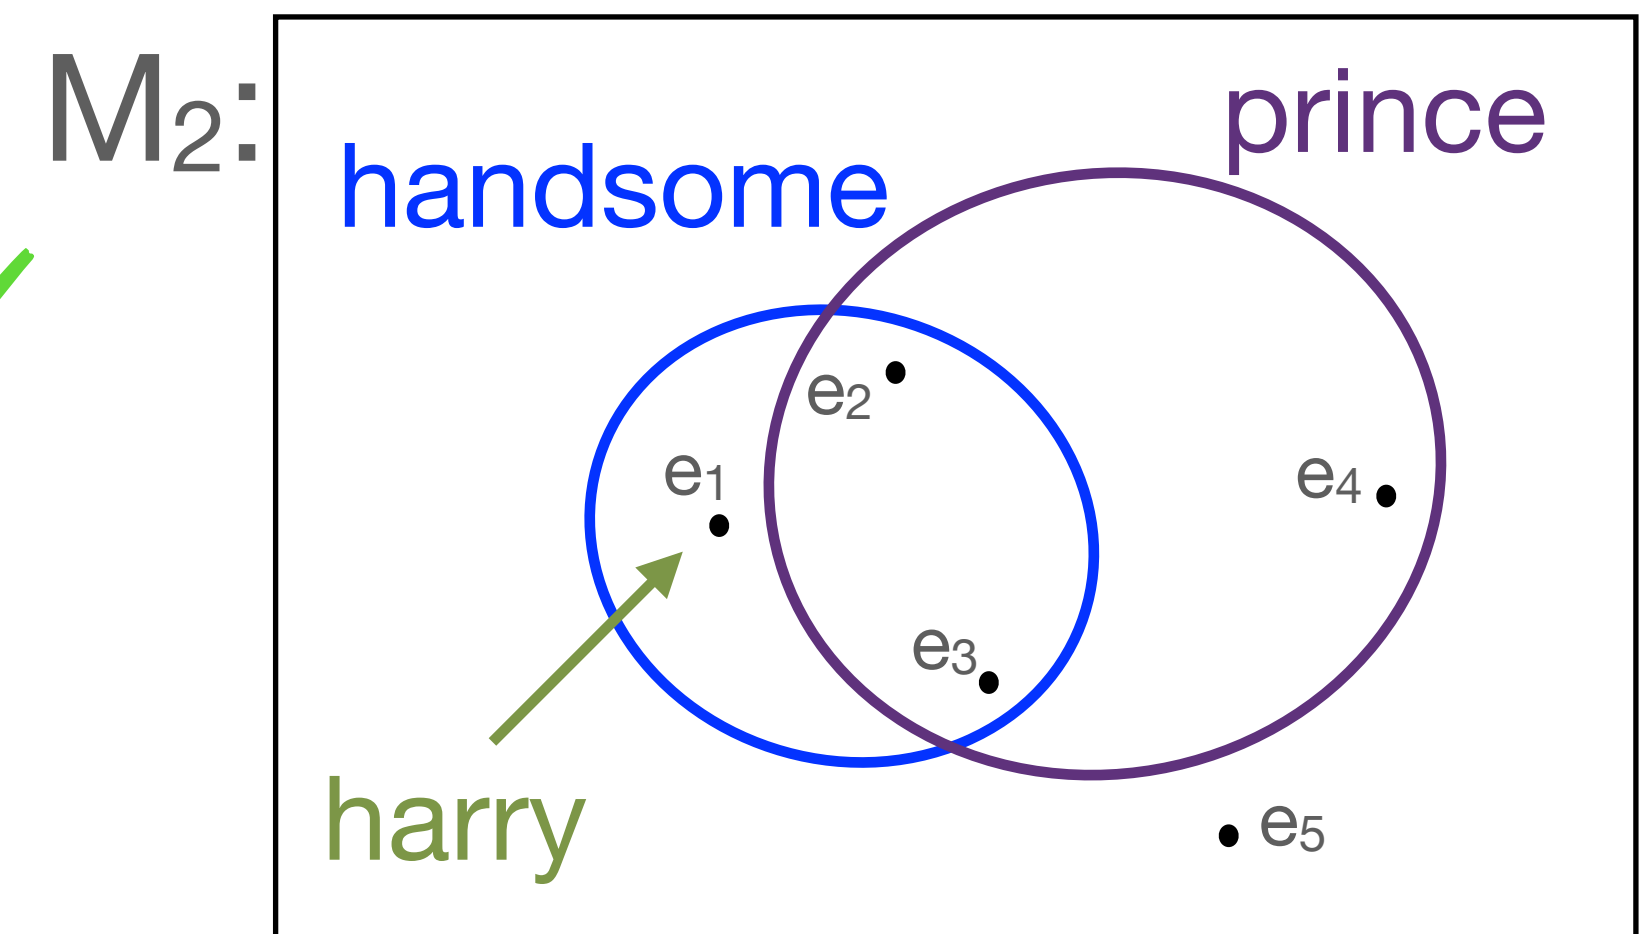 M₂:
prince
handsome
e₂
e₁
e₄
e₃
harry
e₅